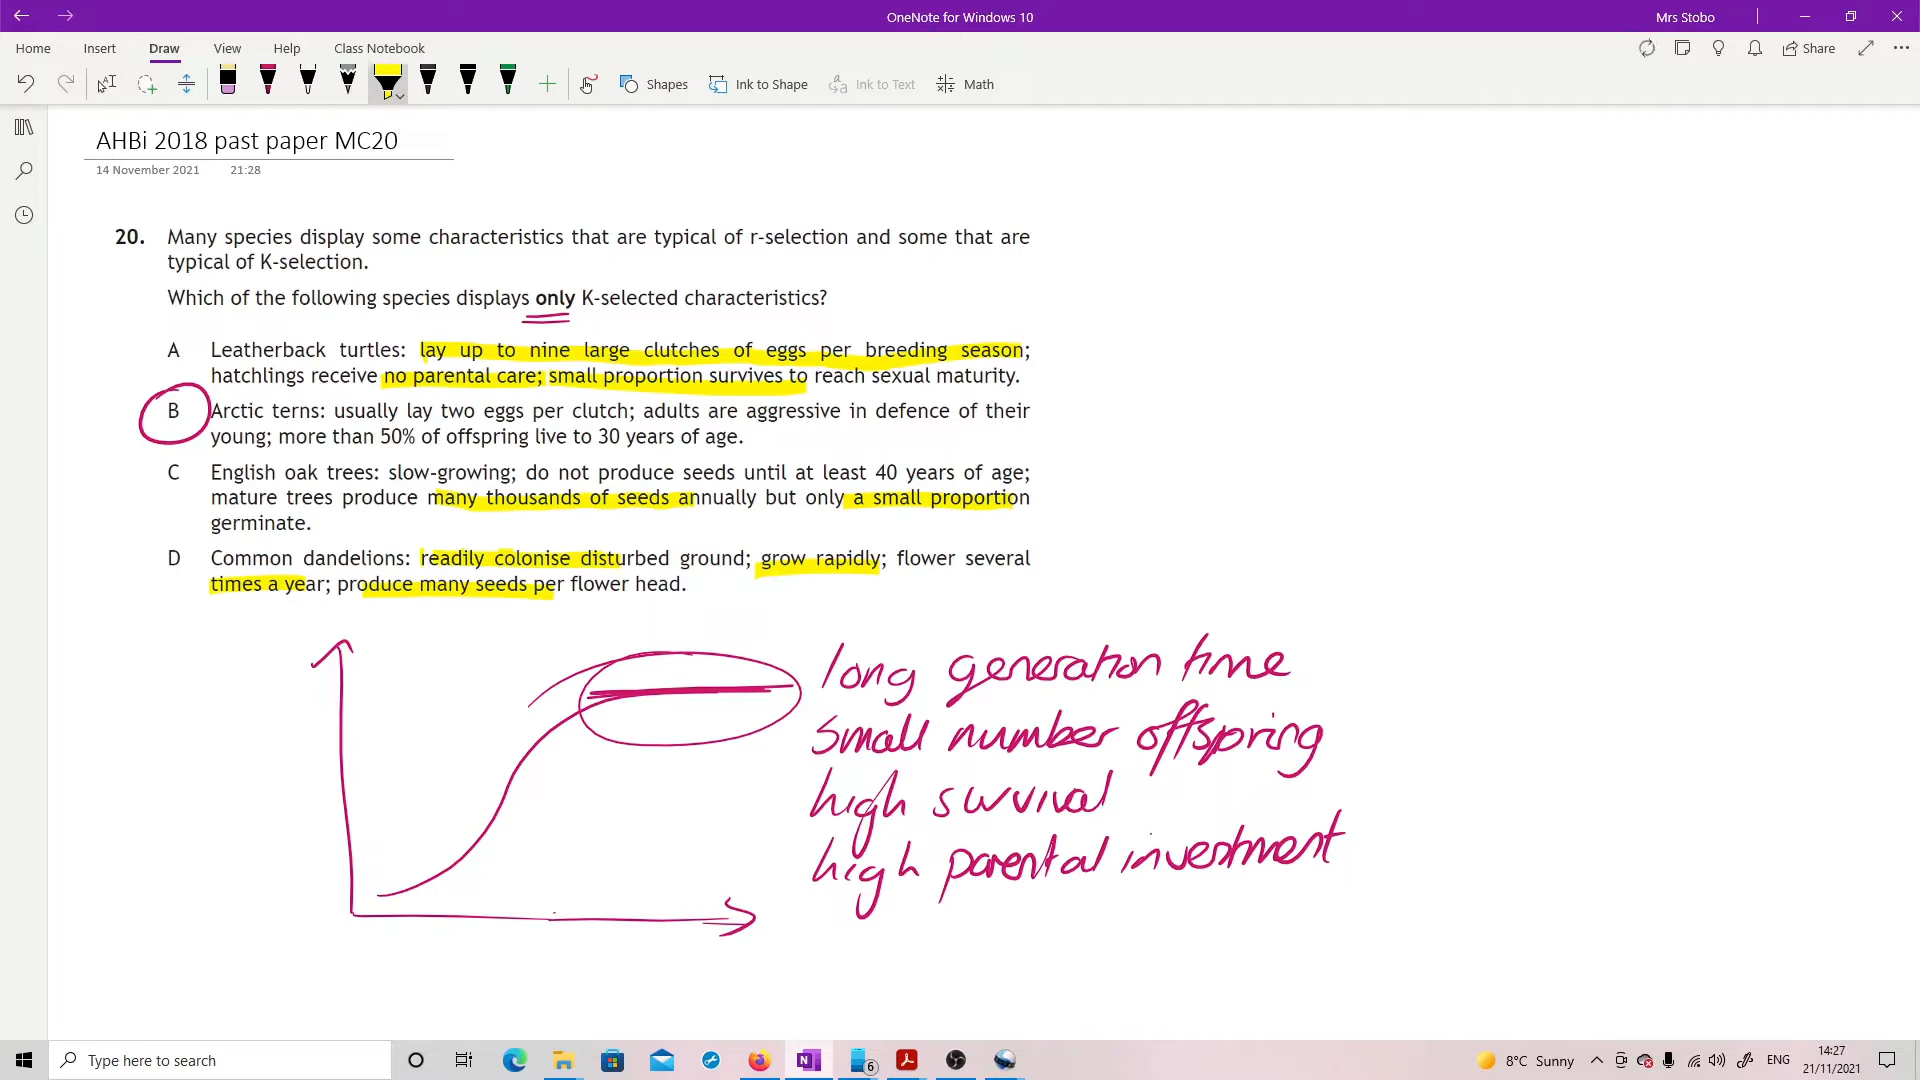 OneNote for Windows 10
Mrs Stobo
Home Insert Draw View Help Class Notebook
Share
Shapes Ink to Shape Ink to Text Math
AHBi 2018 past paper MC20
14 November 2021 21:28
20. Many species display some characteristics that are typical of r-selection and some that are
typical of K-selection.
Which of the following species displays only K-selected characteristics?
A Leatherback turtles: lay up to nine large clutches of eggs per breeding season;
hatchlings receive no parental care; small proportion survives to reach sexual maturity.
B Arctic terns: usually lay two eggs per clutch; adults are aggressive in defence of their
young; more than 50% of offspring live to 30 years of age.
C English oak trees: slow-growing; do not produce seeds until at least 40 years of age;
mature trees produce many thousands of seeds annually but only a small proportion
germinate.
D Common dandelions: readily colonise disturbed ground; grow rapidly; flower several
times a year; produce many seeds per flower head.
long generation time
small number offspring
high survival
high parental investment
Type here to search
6
8°C Sunny
ENG
14:27
21/11/2021